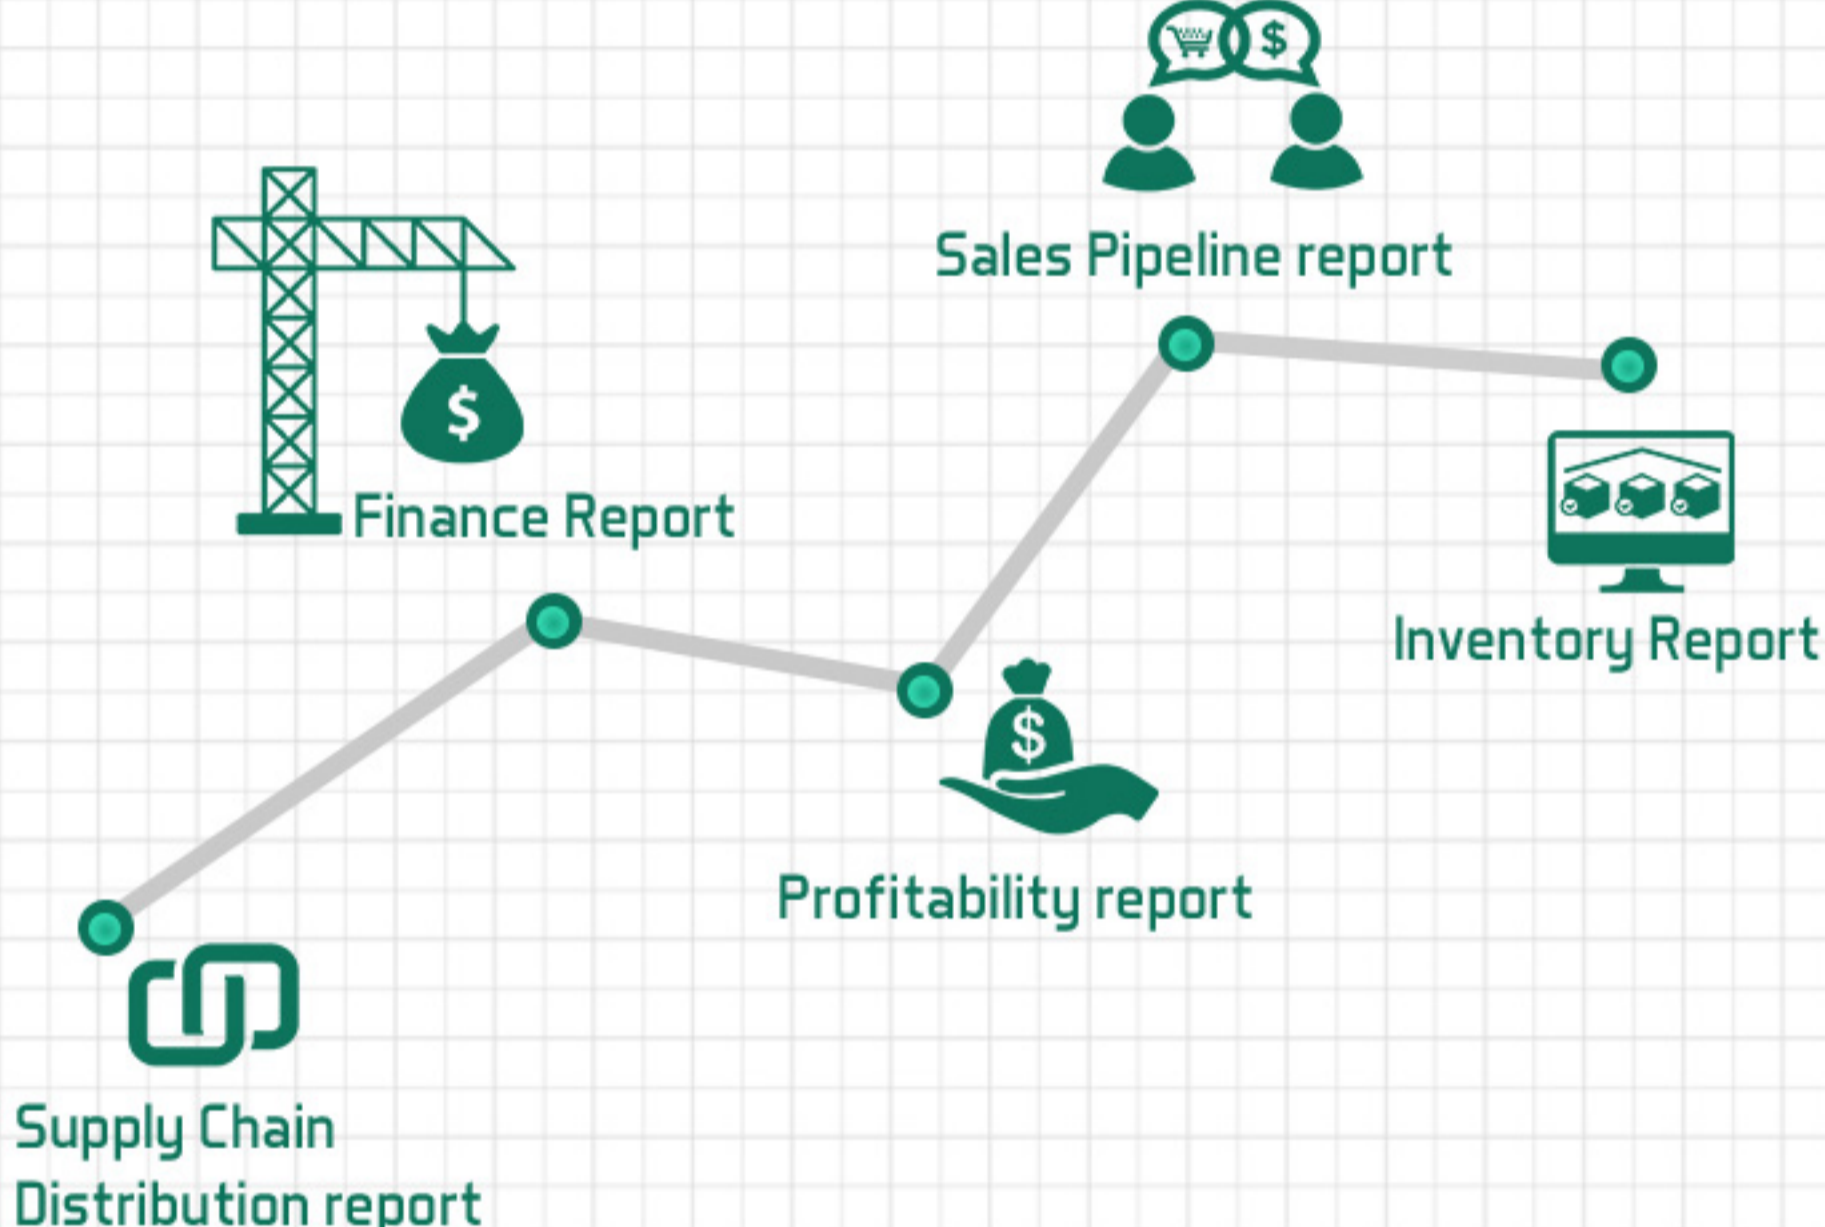 $
Sales Pipeline report
$
Finance Report
Inventory Report
$
Profitability report
Supply Chain
Distribution report